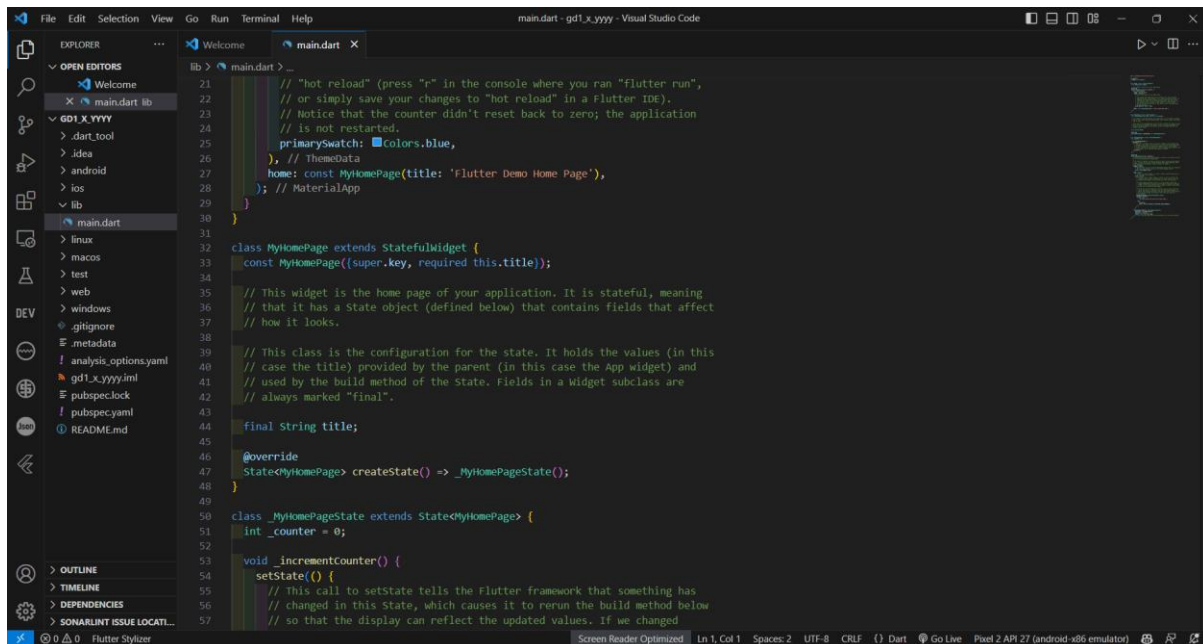 File Edit Selection View Go Run Terminal Help
main.dart - gd1_x_yyyy - Visual Studio Code
EXPLORER
OPEN EDITORS
Welcome
main.dart lib
GD1_X_YYYY
.dart_tool
.idea
android
ios
lib
main.dart
linux
macos
test
web
windows
.gitignore
.metadata
analysis_options.yaml
gd1_x_yyyy.iml
pubspec.lock
pubspec.yaml
README.md
OUTLINE
TIMELINE
DEPENDENCIES
SONARLINT ISSUE LOCATI...
DEV
Json
Welcome
main.dart
lib > main.dart > ...
21 // "hot reload" (press "r" in the console where you ran "flutter run",
22 // or simply save your changes to "hot reload" in a Flutter IDE).
23 // Notice that the counter didn't reset back to zero; the application
24 // is not restarted.
25 primarySwatch: Colors.blue,
26 ), // ThemeData
27 home: const MyHomePage(title: 'Flutter Demo Home Page'),
28 ); // MaterialApp
29 }
30 }
31
32 class MyHomePage extends StatefulWidget {
33 const MyHomePage({super.key, required this.title});
34
35 // This widget is the home page of your application. It is stateful, meaning
36 // that it has a State object (defined below) that contains fields that affect
37 // how it looks.
38
39 // This class is the configuration for the state. It holds the values (in this
40 // case the title) provided by the parent (in this case the App widget) and
41 // used by the build method of the State. Fields in a Widget subclass are
42 // always marked "final".
43
44 final String title;
45
46 @override
47 State<MyHomePage> createState() => _MyHomePageState();
48 }
49
50 class _MyHomePageState extends State<MyHomePage> {
51 int _counter = 0;
52
53 void _incrementCounter() {
54 setState(() {
55 // This call to setState tells the Flutter framework that something has
56 // changed in this State, which causes it to rerun the build method below
57 // so that the display can reflect the updated values. If we changed
0 0 Flutter Stylizer
Screen Reader Optimized Ln 1, Col 1 Spaces: 2 UTF-8 CRLF {} Dart Go Live Pixel 2 API 27 (android-x86 emulator)